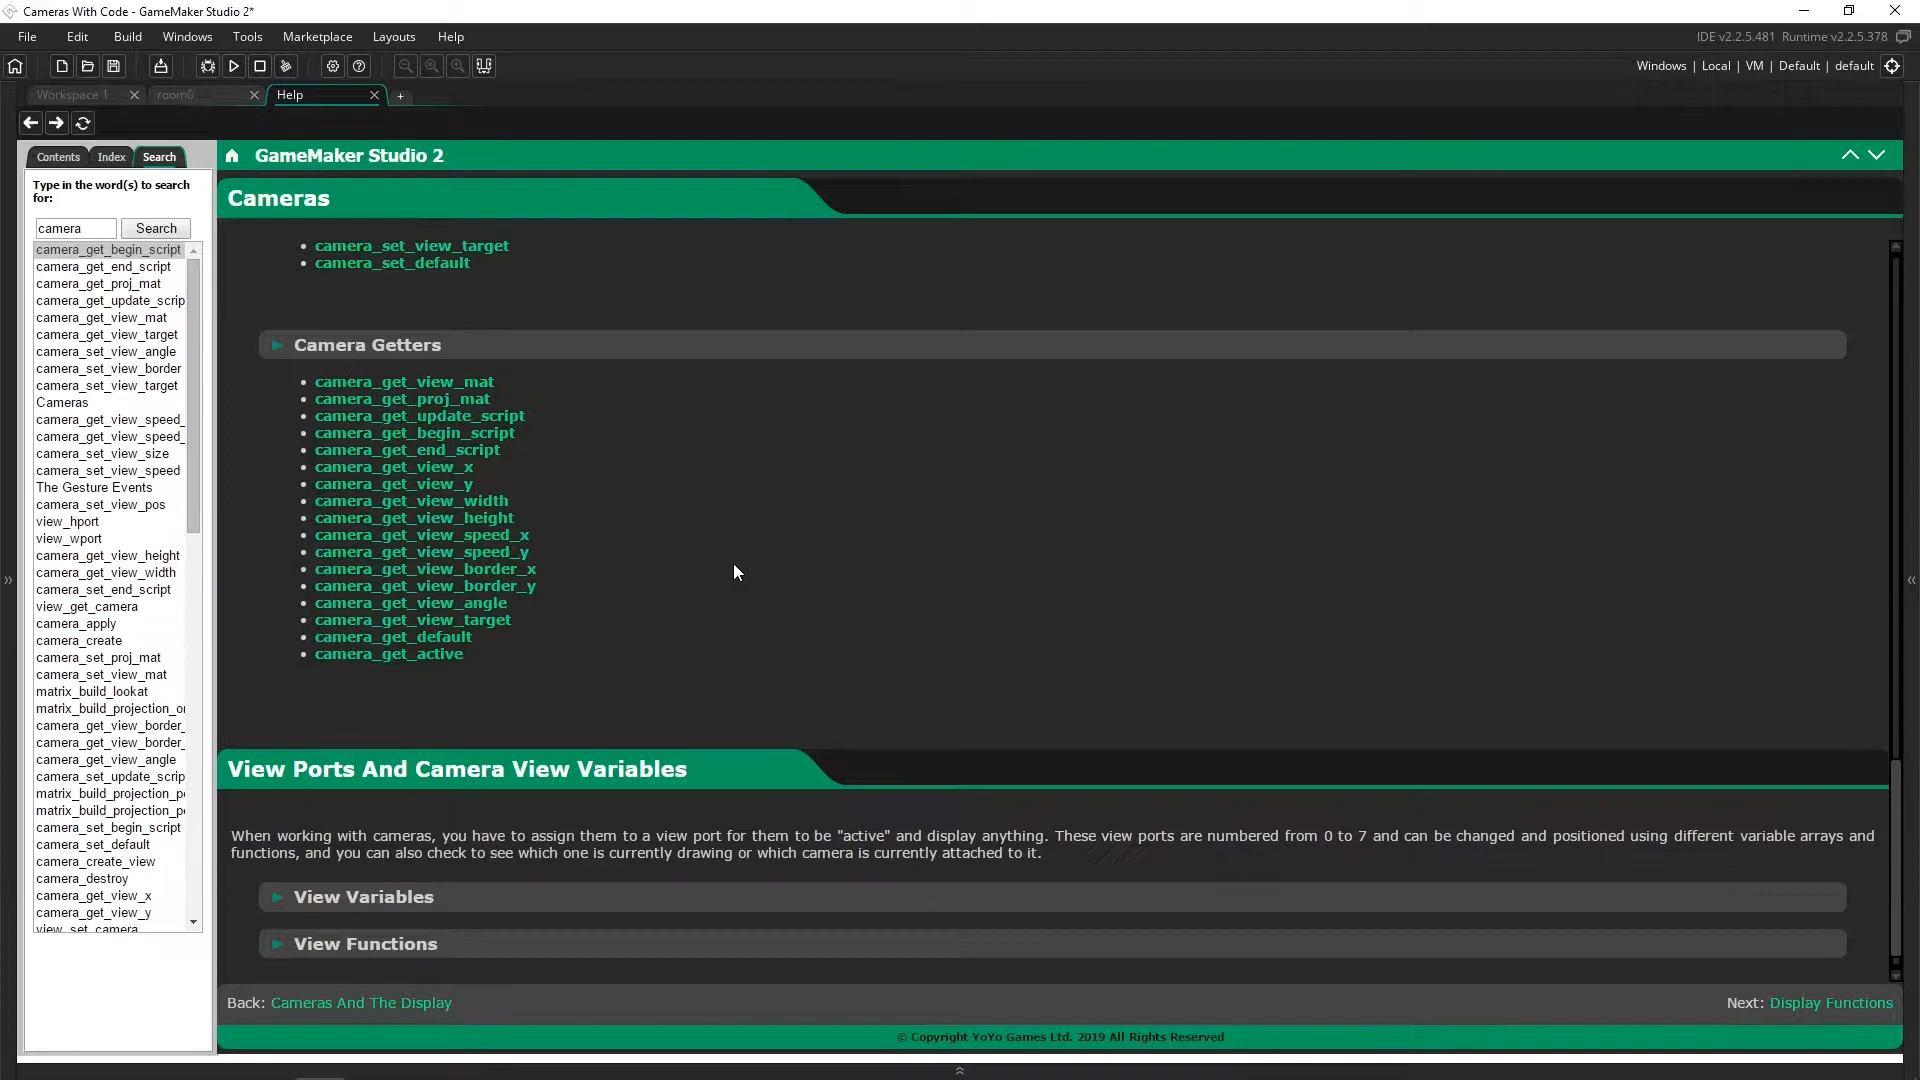 Cameras With Code - GameMaker Studio 2*
File Edit Build Windows Tools Marketplace Layouts Help
IDE v2.2.5.481 Runtime v2.2.5.378
Windows | Local | VM | Default | default
Workspace 1
room0
Help
+
GameMaker Studio 2
Contents Index Search
Type in the word(s) to search
for:
camera
Search
camera_get_begin_script
camera_get_end_script
camera_get_proj_mat
camera_get_update_scrip
camera_get_view_mat
camera_get_view_target
camera_set_view_angle
camera_set_view_border
camera_set_view_target
Cameras
camera_get_view_speed_
camera_get_view_speed_
camera_set_view_size
camera_set_view_speed
The Gesture Events
camera_set_view_pos
view_hport
view_wport
camera_get_view_height
camera_get_view_width
camera_set_end_script
view_get_camera
camera_apply
camera_create
camera_set_proj_mat
camera_set_view_mat
matrix_build_lookat
matrix_build_projection_o
camera_get_view_border_
camera_get_view_border_
camera_get_view_angle
camera_set_update_scrip
matrix_build_projection_p
matrix_build_projection_p
camera_set_begin_script
camera_set_default
camera_create_view
camera_destroy
camera_get_view_x
camera_get_view_y
view_set_camera
Cameras
• camera_set_view_target
• camera_set_default
Camera Getters
• camera_get_view_mat
• camera_get_proj_mat
• camera_get_update_script
• camera_get_begin_script
• camera_get_end_script
• camera_get_view_x
• camera_get_view_y
• camera_get_view_width
• camera_get_view_height
• camera_get_view_speed_x
• camera_get_view_speed_y
• camera_get_view_border_x
• camera_get_view_border_y
• camera_get_view_angle
• camera_get_view_target
• camera_get_default
• camera_get_active
View Ports And Camera View Variables
When working with cameras, you have to assign them to a view port for them to be "active" and display anything. These view ports are numbered from 0 to 7 and can be changed and positioned using different variable arrays and
functions, and you can also check to see which one is currently drawing or which camera is currently attached to it.
View Variables
View Functions
Back: Cameras And The Display
Next: Display Functions
© Copyright YoYo Games Ltd. 2019 All Rights Reserved